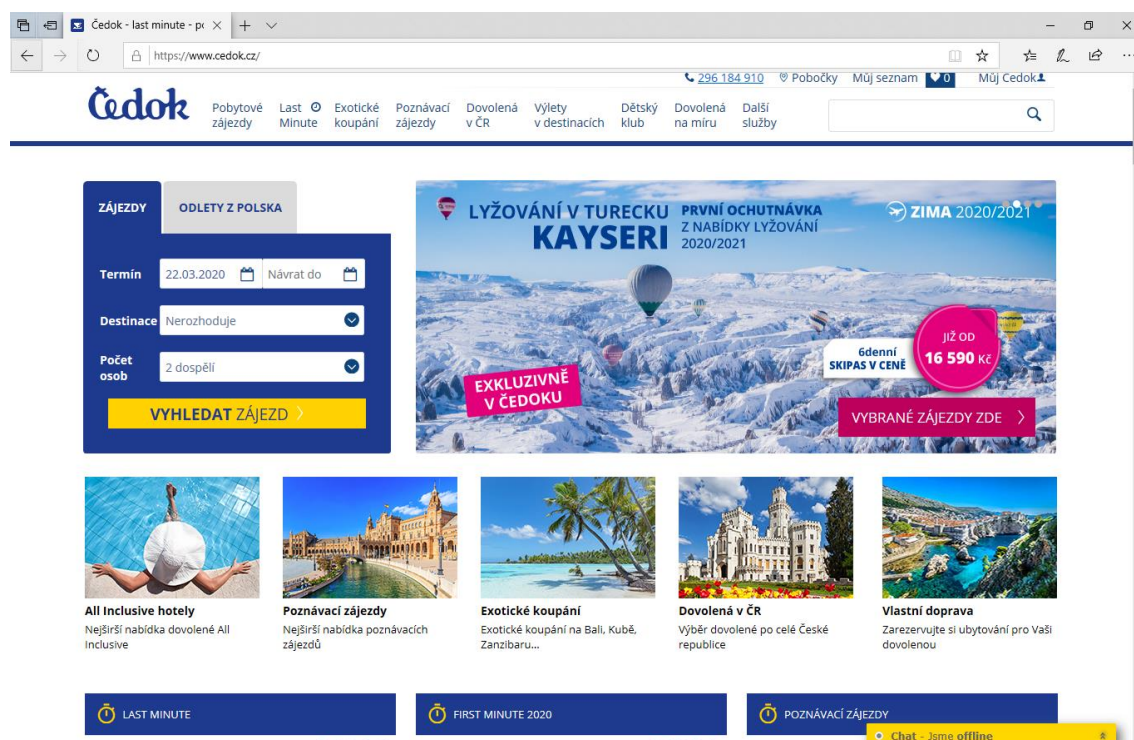 Čedok - last minute - po
https://www.cedok.cz/
296 184 910 Pobočky Můj seznam 0 Můj Čedok
Čedok
Pobytové zájezdy
Last Minute
Exotické koupání
Poznávací zájezdy
Dovolená v ČR
Výlety v destinacích
Dětský klub
Dovolená na míru
Další služby
ZÁJEZDY
ODLETY Z POLSKA
Termín 22.03.2020 Návrat do
Destinace Nerozhoduje
Počet osob 2 dospělí
VYHLEDAT ZÁJEZD
LYŽOVÁNÍ V TURECKU
KAYSERI
PRVNÍ OCHUTNÁVKA
Z NABÍDKY LYŽOVÁNÍ
2020/2021
ZIMA 2020/2021
EXKLUZIVNĚ
V ČEDOKU
6denní
SKIPAS V CENĚ
JIŽ OD
16 590 Kč
VYBRANÉ ZÁJEZDY ZDE
All Inclusive hotely
Nejširší nabídka dovolené All
Inclusive
Poznávací zájezdy
Nejširší nabídka poznávacích
zájezdů
Exotické koupání
Exotické koupání na Bali, Kubě,
Zanzibaru...
Dovolená v ČR
Výběr dovolené po celé České
republice
Vlastní doprava
Zarezervujte si ubytování pro Vaši
dovolenou
LAST MINUTE
FIRST MINUTE 2020
POZNÁVACÍ ZÁJEZDY
Chat - Jsme offline